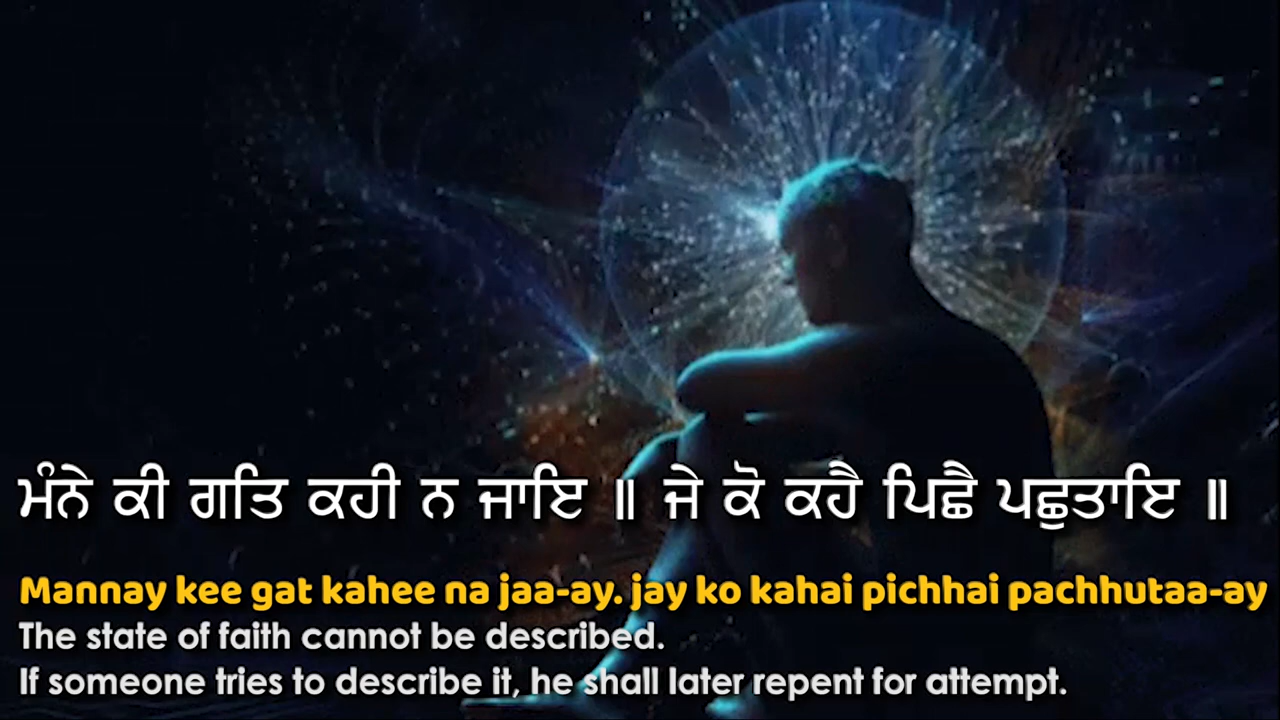 ਮੰਨੇ ਕੀ ਗਤਿ ਕਹੀ ਨ ਜਾਇ ॥ ਜੇ ਕੋ ਕਹੈ ਪਿਛੈ ਪਛੁਤਾਇ ॥
Mannay kee gat kahee na jaa-ay. jay ko kahai pichhai pachhutaa-ay
The state of faith cannot be described.
If someone tries to describe it, he shall later repent for attempt.